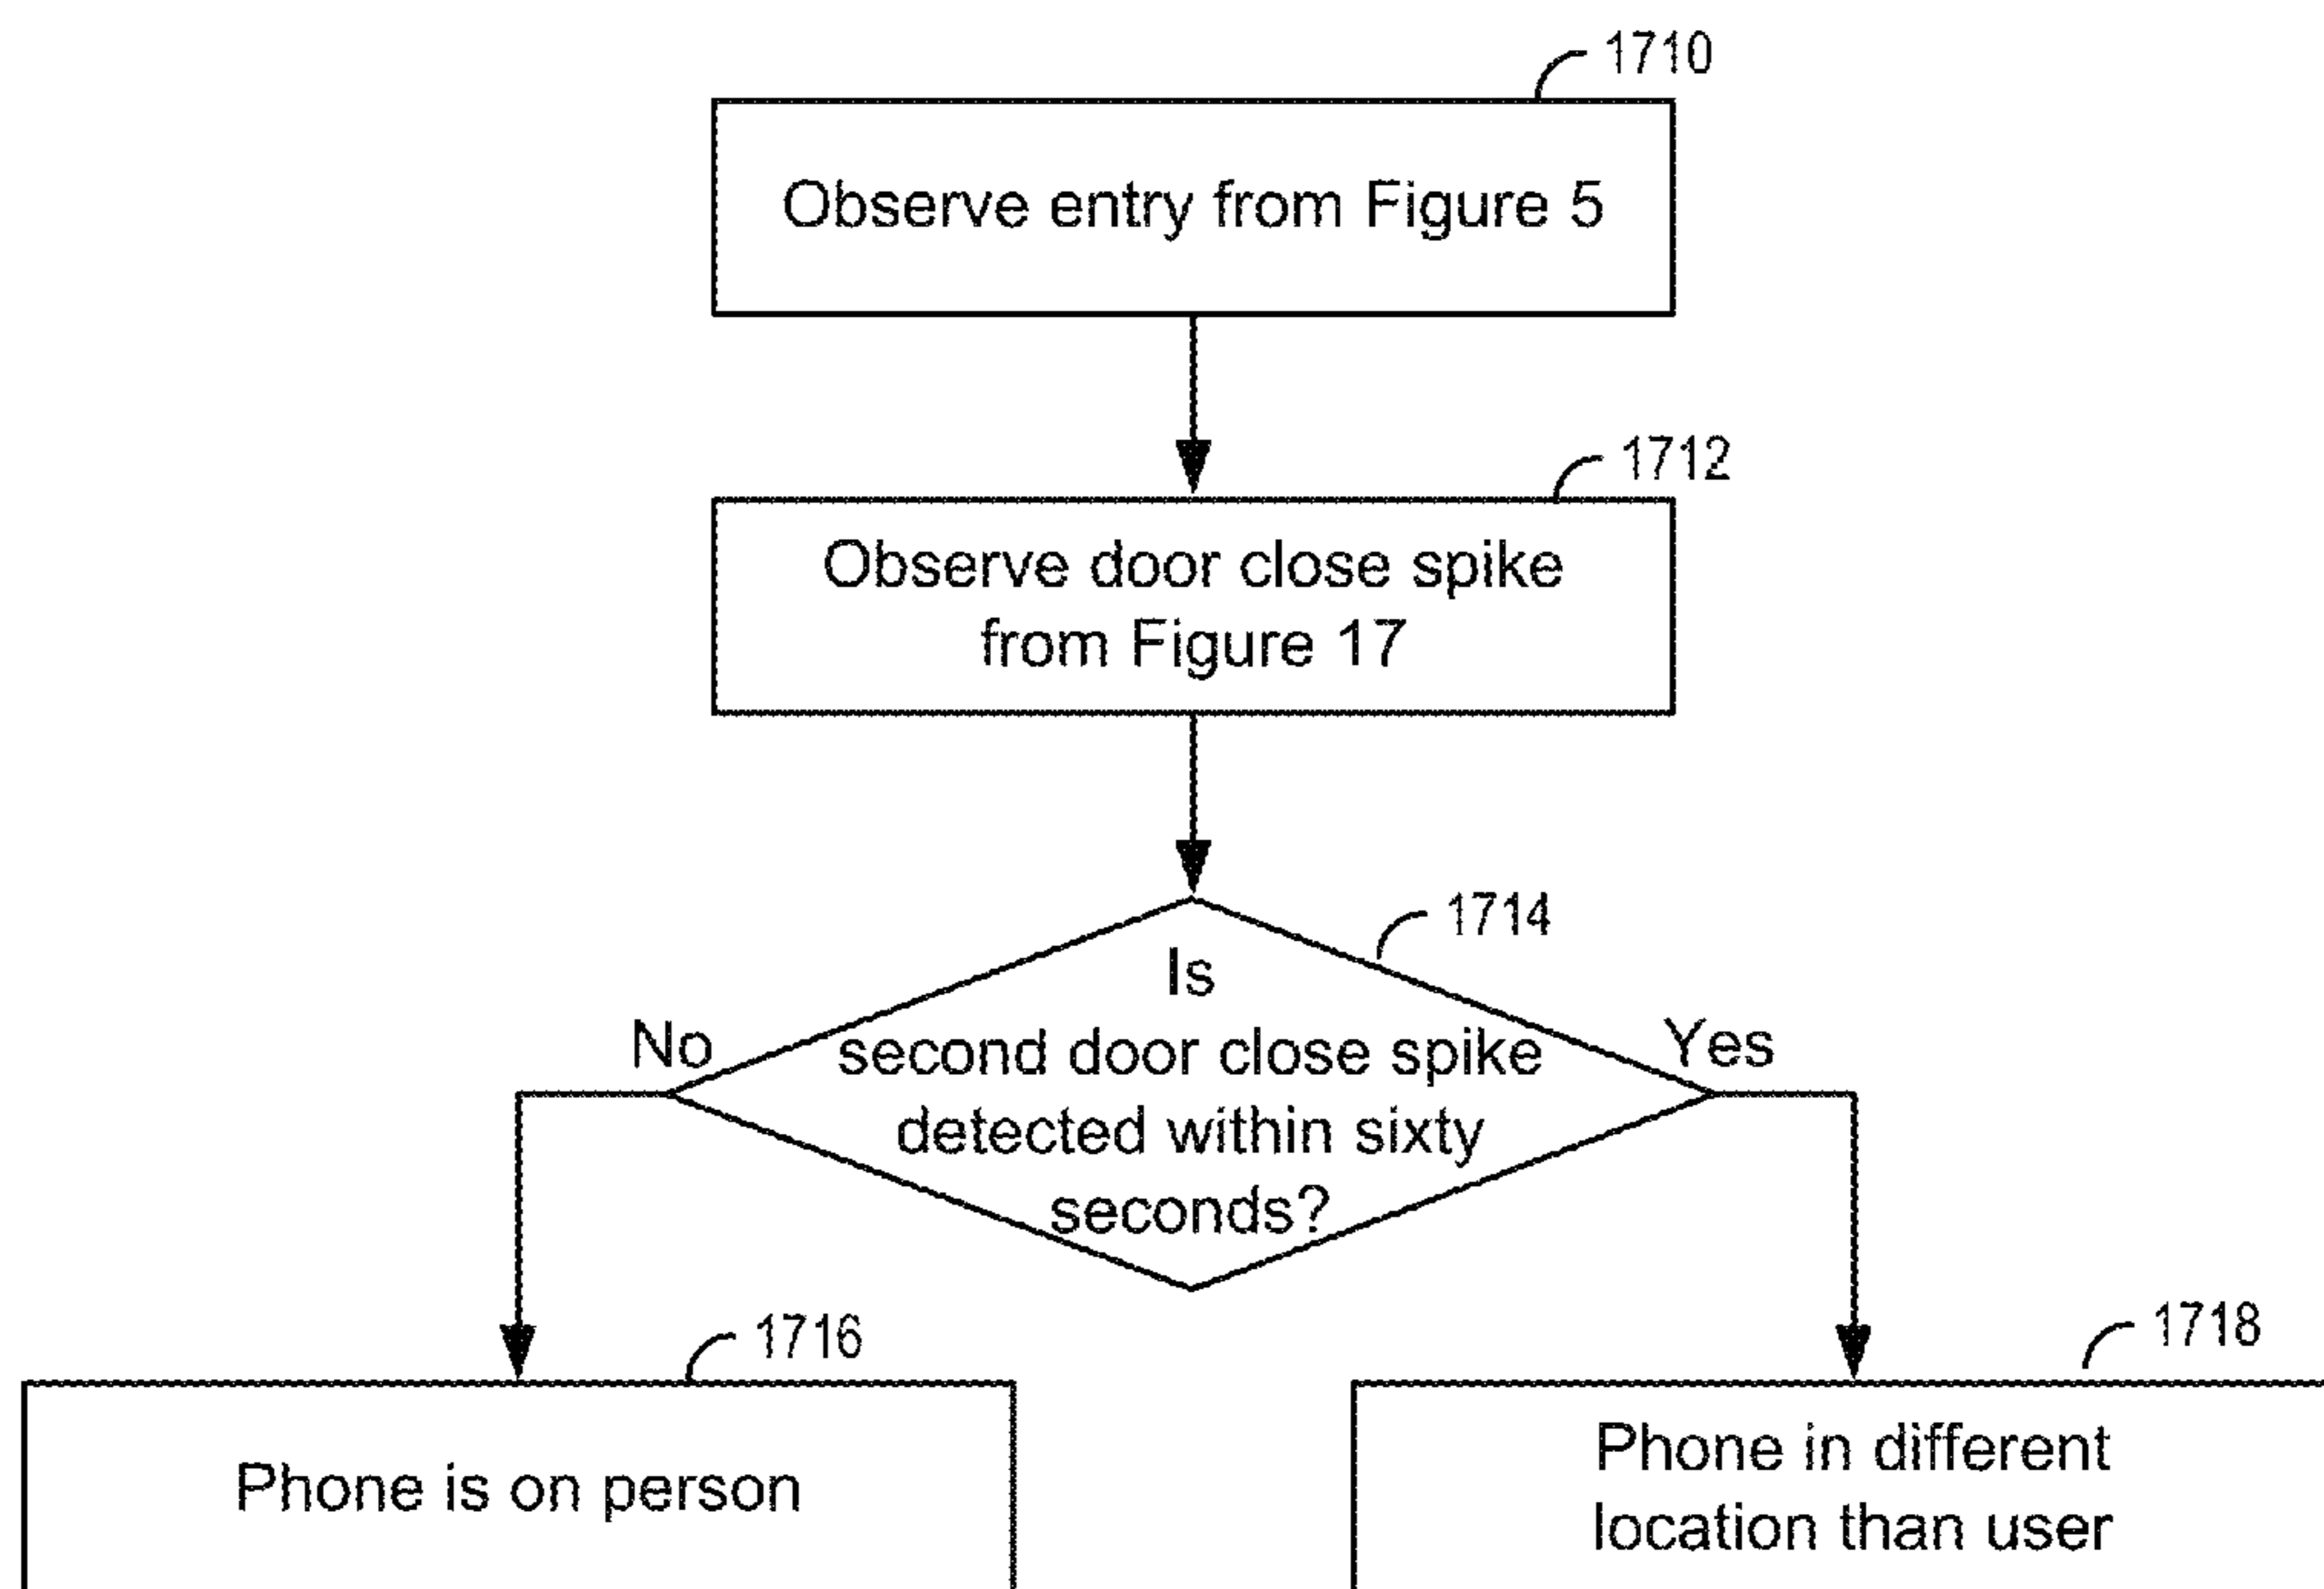 1710
Observe entry from Figure 5
1712
Observe door close spike
from Figure 17
1714
Is
second door close spike
detected within sixty
seconds?
No
Yes
1716
Phone is on person
1718
Phone in different
location than user